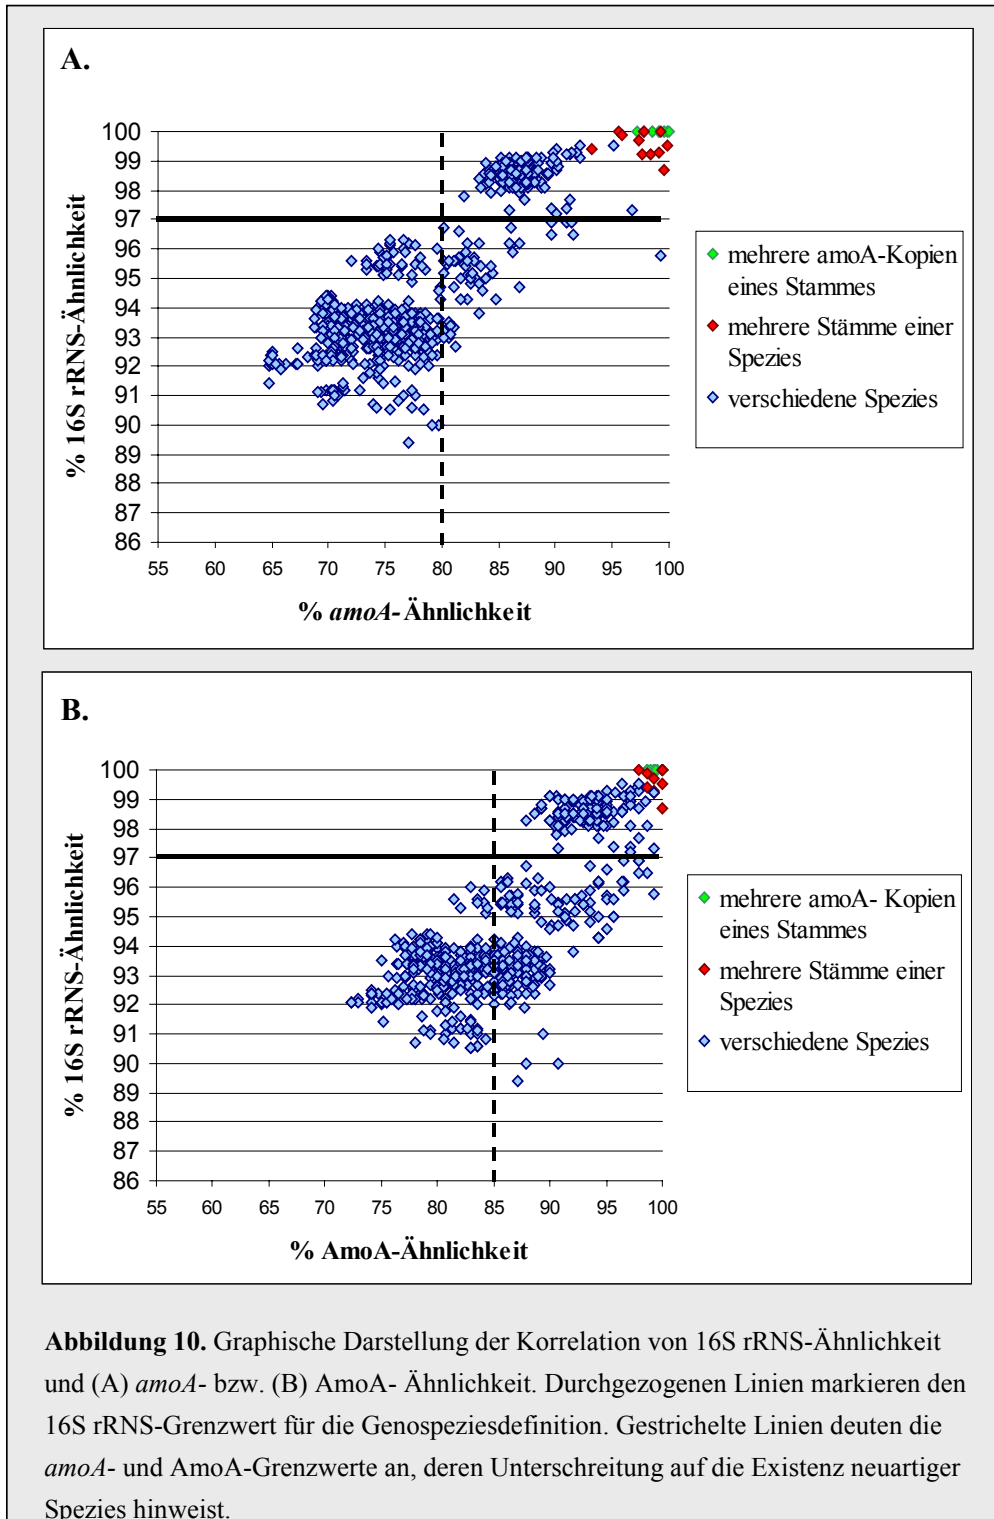 A.
100
99
98
97
96
95
94
93
92
91
90
89
88
87
86
% 16S rRNS-Ähnlichkeit
55 60 65 70 75 80 85 90 95 100
% amoA-Ähnlichkeit
mehrere amoA-Kopien
eines Stammes
mehrere Stämme einer
Spezies
verschiedene Spezies
B.
100
99
98
97
96
95
94
93
92
91
90
89
88
87
86
% 16S rRNS-Ähnlichkeit
55 60 65 70 75 80 85 90 95 100
% AmoA-Ähnlichkeit
mehrere amoA- Kopien
eines Stammes
mehrere Stämme einer
Spezies
verschiedene Spezies
Abbildung 10. Graphische Darstellung der Korrelation von 16S rRNS-Ähnlichkeit
und (A) amoA- bzw. (B) AmoA- Ähnlichkeit. Durchgezogenen Linien markieren den
16S rRNS-Grenzwert für die Genospeziesdefinition. Gestrichelte Linien deuten die
amoA- und AmoA-Grenzwerte an, deren Unterschreitung auf die Existenz neuartiger
Spezies hinweist.